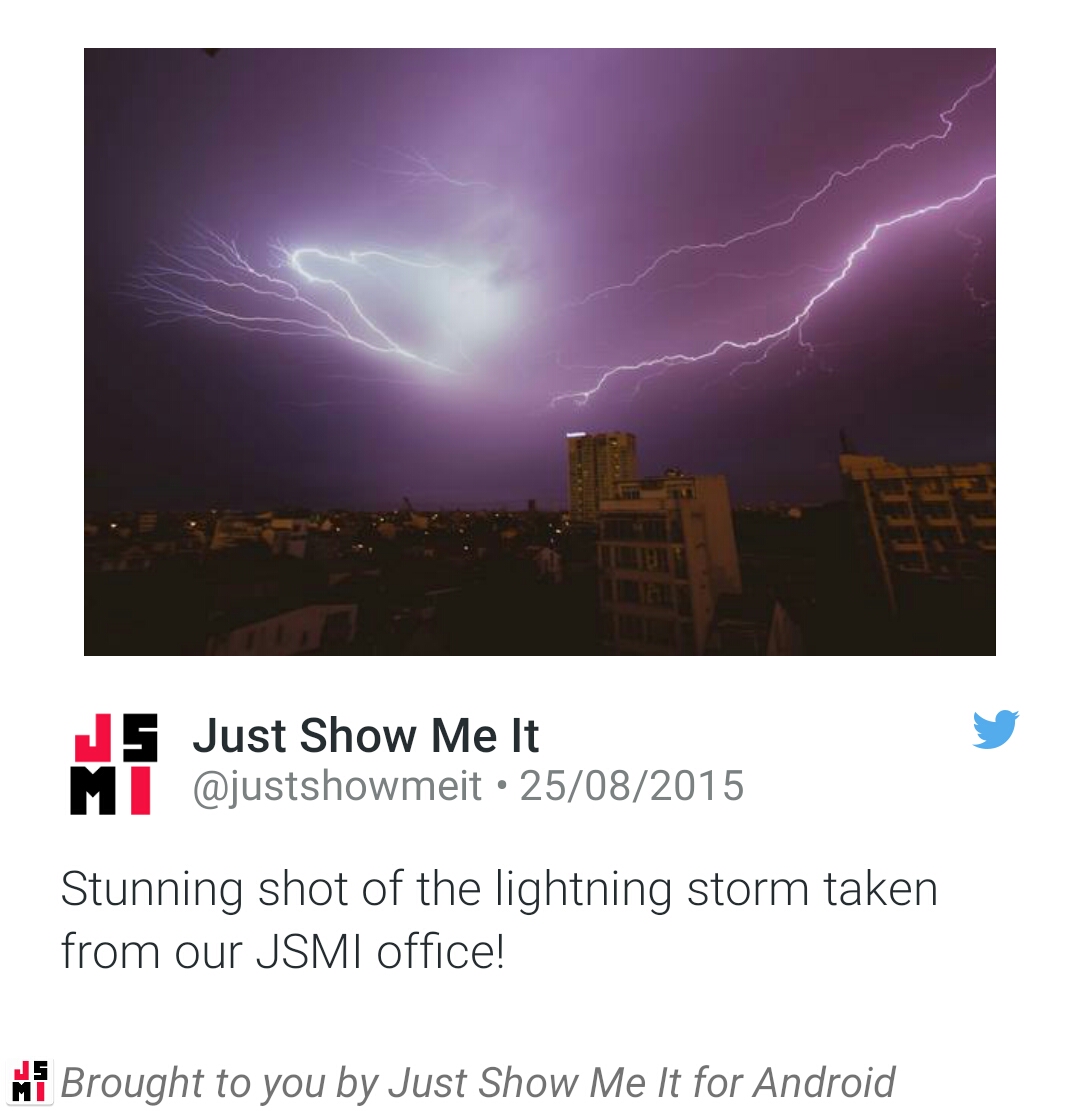 JS
MI
Just Show Me It
@justshowmeit • 25/08/2015
Stunning shot of the lightning storm taken
from our JSMI office!
JS
MI
Brought to you by Just Show Me It for Android